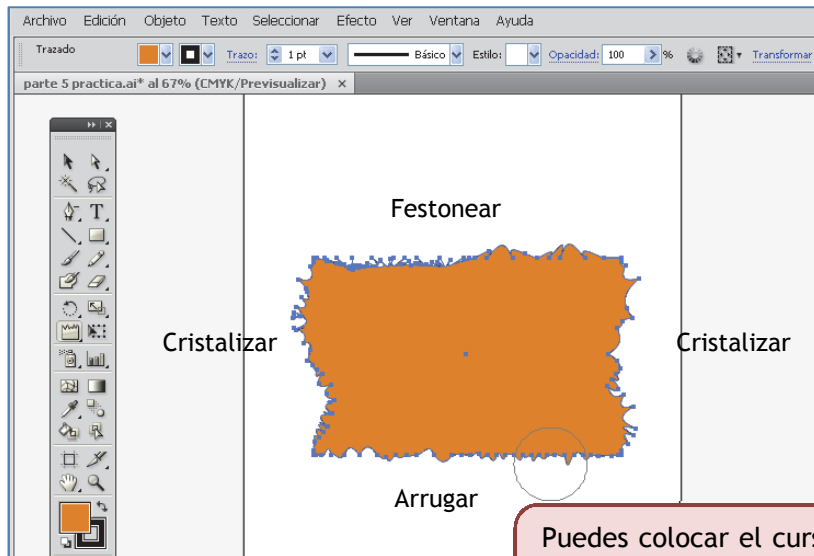 Archivo Edición Objeto Texto Seleccionar Efecto Ver Ventana Ayuda
Trazado Trazo: 1 pt Básico Estilo: Opacidad: 100 % Transformar
parte 5 practica.ai* al 67% (CMYK/Previsualizar) ×
Festonear
Cristalizar Cristalizar
Arrugar
Puedes colocar el curs